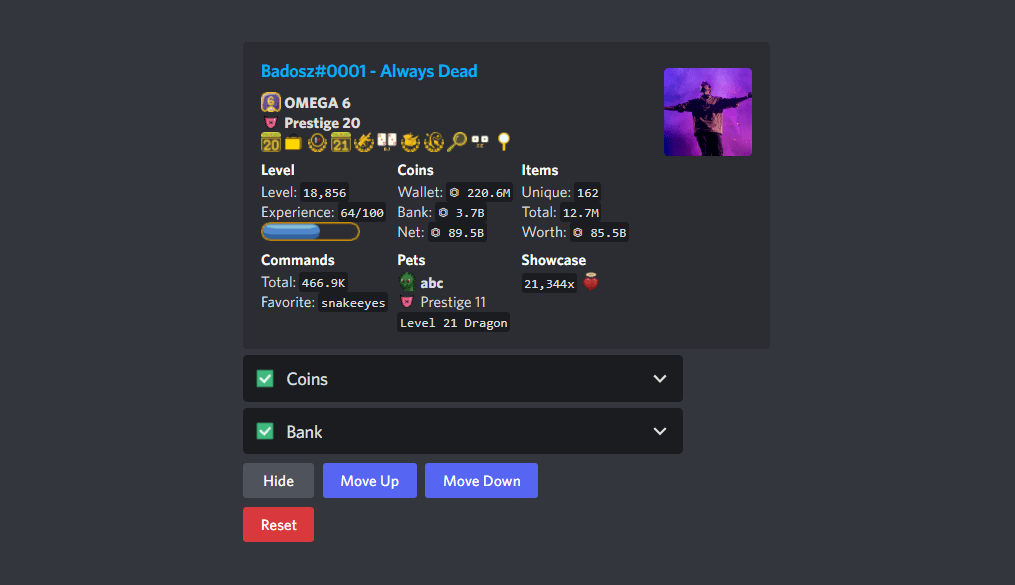 Badosz#0001 - Always Dead
OMEGA 6
Prestige 20
20 21
Level
Level: 18,856
Experience: 64/100
Coins
Wallet: 220.6M
Bank: 3.7B
Net: 89.5B
Items
Unique: 162
Total: 12.7M
Worth: 85.5B
Commands
Total: 466.9K
Favorite: snakeeyes
Pets
abc
Prestige 11
Level 21 Dragon
Showcase
21,344x
Coins
Bank
Hide Move Up Move Down
Reset